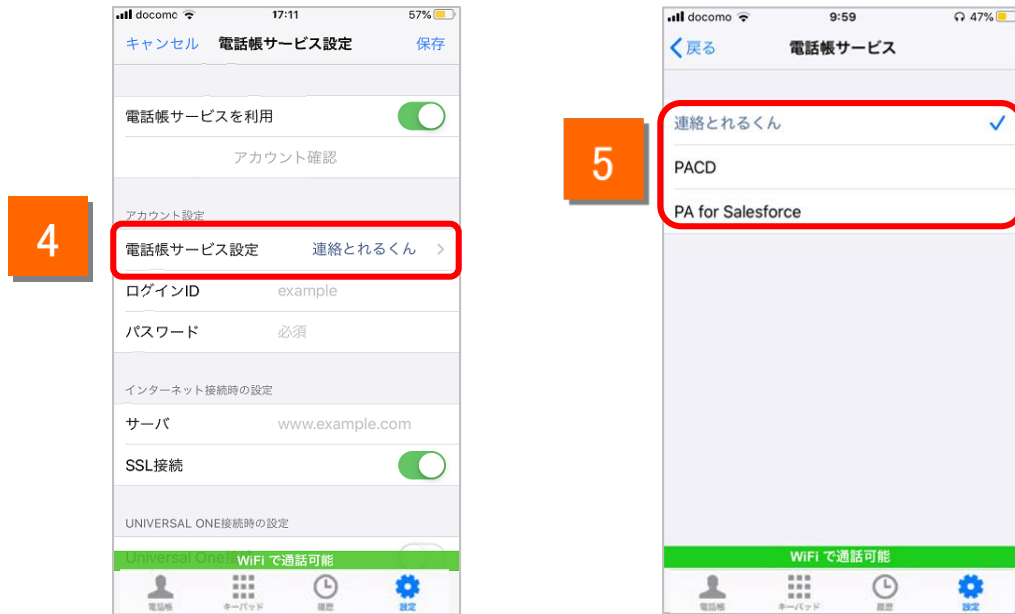 docomo 17:11 57%
キャンセル 電話帳サービス設定 保存
電話帳サービスを利用
アカウント確認
4
アカウント設定
電話帳サービス設定 連絡とれるくん
ログインID example
パスワード 必須
インターネット接続時の設定
サーバ www.example.com
SSL接続
UNIVERSAL ONE接続時の設定
Universal One接
WiFi で通話可能
電話帳 キーパッド 履歴 設定
docomo 9:59 47%
戻る 電話帳サービス
5
連絡とれるくん
PACD
PA for Salesforce
WiFi で通話可能
電話帳 キーパッド 履歴 設定